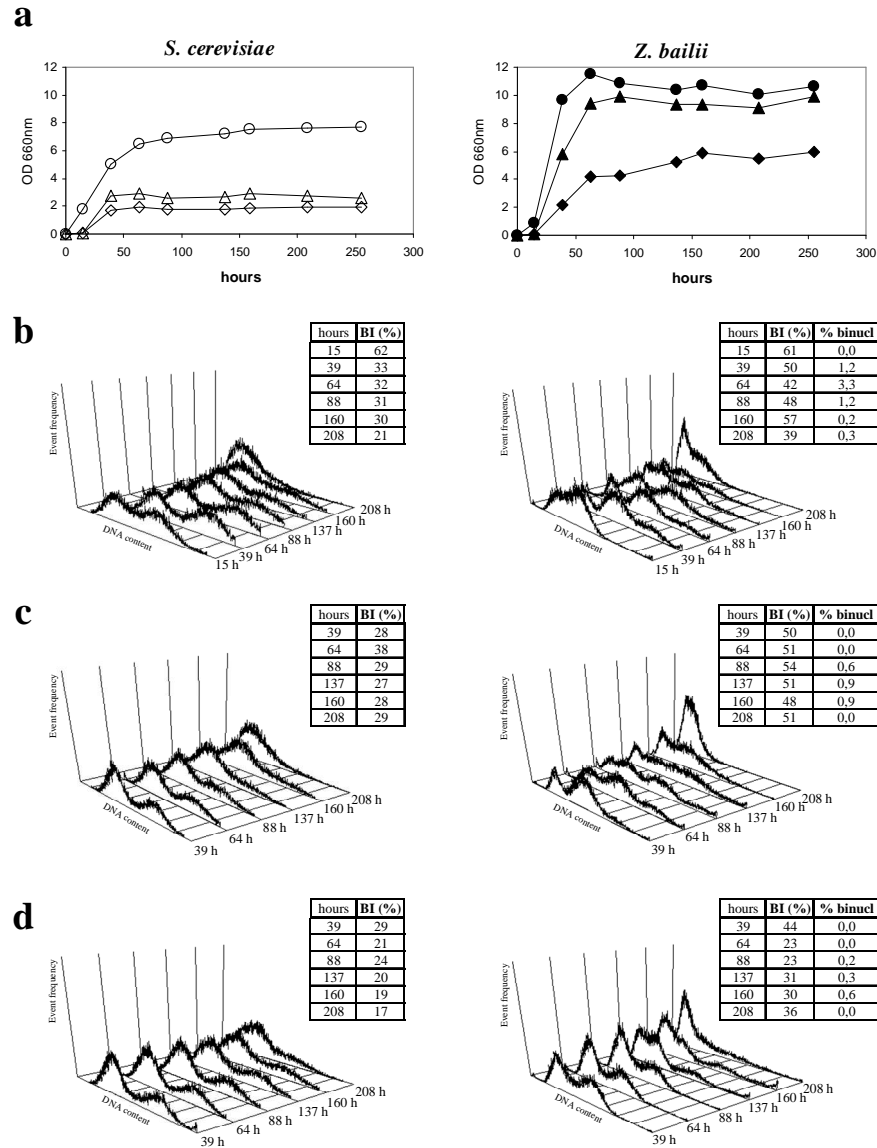 a
S. cerevisiae
12
10
8
6
4
2
0
OD 660nm
0 50 100 150 200 250 300
hours
Z. bailii
12
10
8
6
4
2
0
OD 660nm
0 50 100 150 200 250 300
hours
b
Event frequency
DNA content
15 h
39 h
64 h
88 h
137 h
160 h
208 h
hours BI (%)
15 62
39 33
64 32
88 31
160 30
208 21
Event frequency
DNA content
15 h
39 h
64 h
88 h
137 h
160 h
208 h
hours BI (%) % binucl
15 61 0,0
39 50 1,2
64 42 3,3
88 48 1,2
160 57 0,2
208 39 0,3
c
Event frequency
DNA content
39 h
64 h
88 h
137 h
160 h
208 h
hours BI (%)
39 28
64 38
88 29
137 27
160 28
208 29
Event frequency
DNA content
39 h
64 h
88 h
137 h
160 h
208 h
hours BI (%) % binucl
39 50 0,0
64 51 0,0
88 54 0,6
137 51 0,9
160 48 0,9
208 51 0,0
d
Event frequency
DNA content
39 h
64 h
88 h
137 h
160 h
208 h
hours BI (%)
39 29
64 21
88 24
137 20
160 19
208 17
Event frequency
DNA content
39 h
64 h
88 h
137 h
160 h
208 h
hours BI (%) % binucl
39 44 0,0
64 23 0,0
88 23 0,2
137 31 0,3
160 30 0,6
208 36 0,0